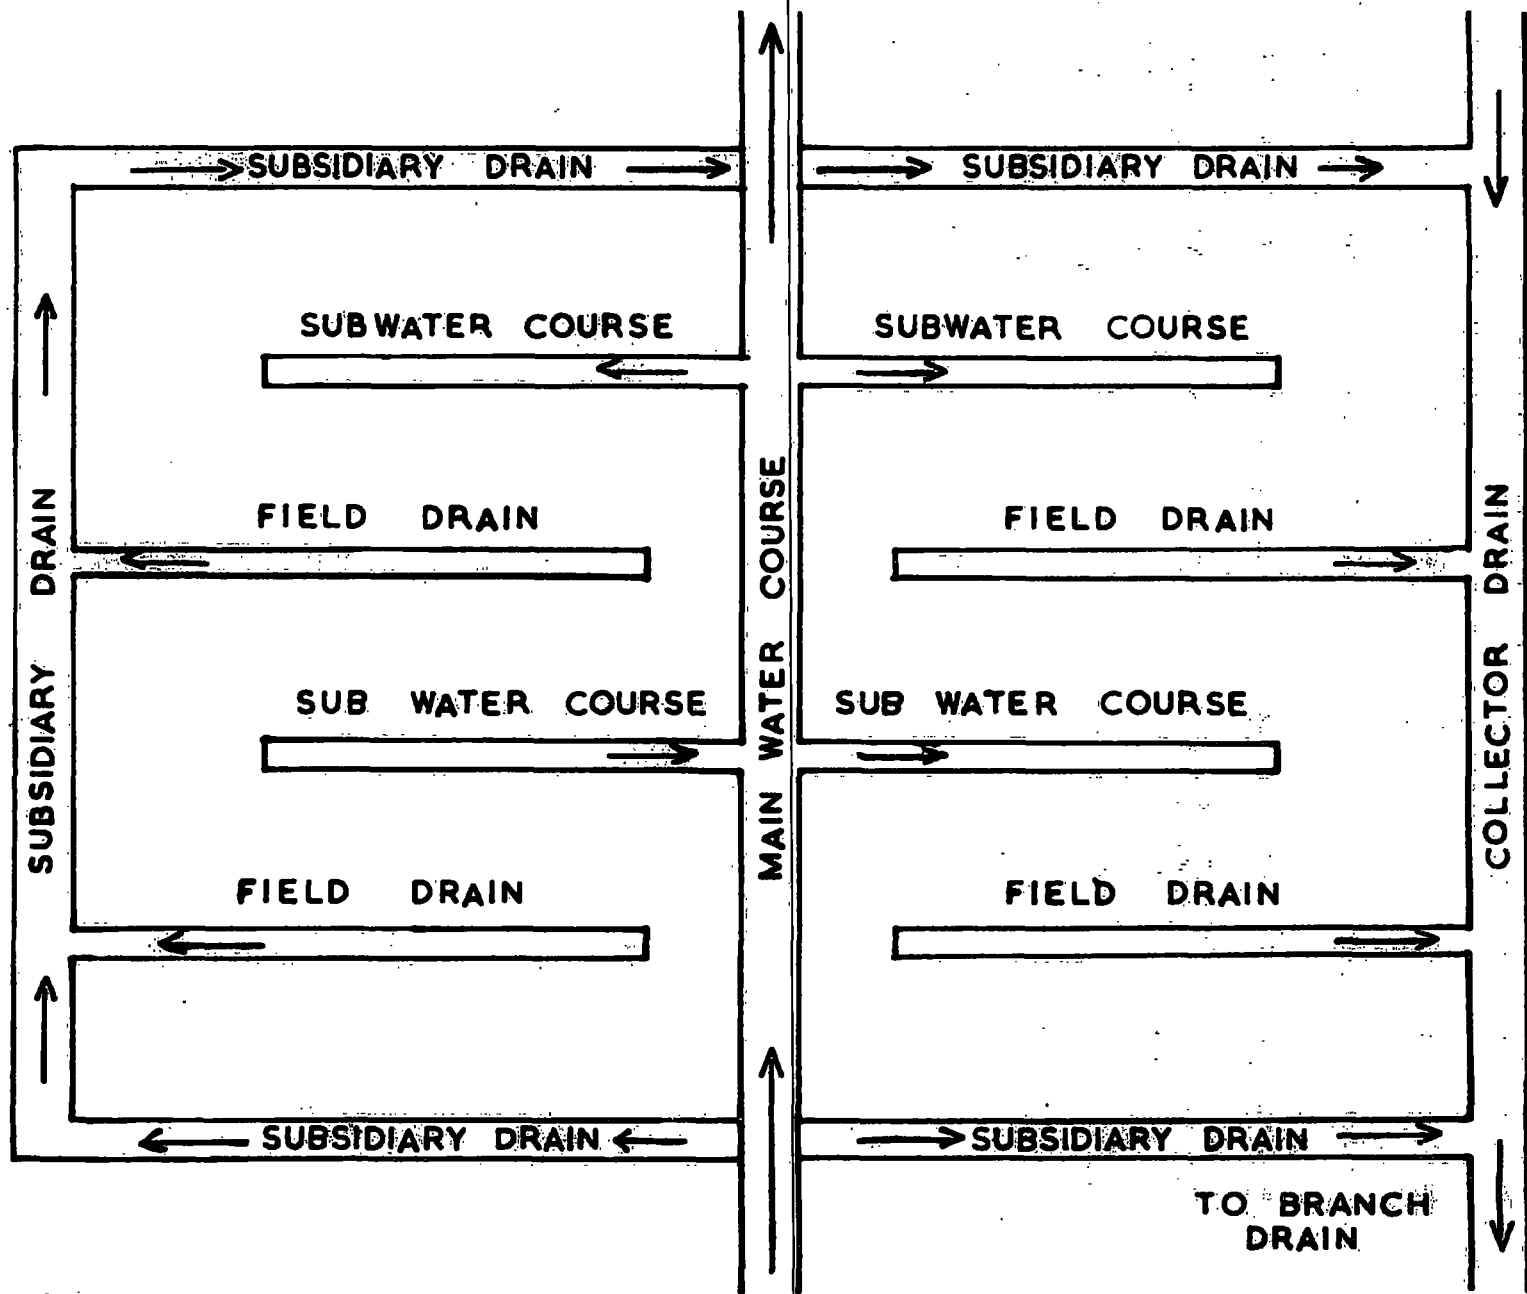 SUBSIDIARY DRAIN
SUBSIDIARY DRAIN
SUBWATER COURSE
SUBWATER COURSE
FIELD DRAIN
FIELD DRAIN
SUBSIDIARY DRAIN
MAIN WATER COURSE
COLLECTOR DRAIN
SUB WATER COURSE
SUB WATER COURSE
FIELD DRAIN
FIELD DRAIN
SUBSIDIARY DRAIN
SUBSIDIARY DRAIN
TO BRANCH
DRAIN